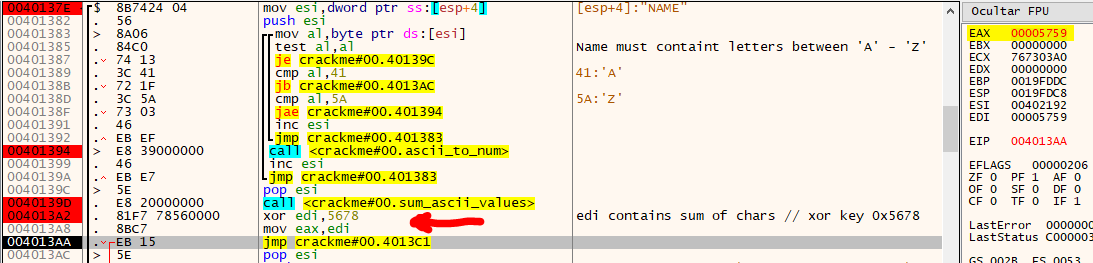 0040137E $ 8B7424 04 mov esi,dword ptr ss:[esp+4] [esp+4]:"NAME"
00401382 . 56 push esi
00401383 > 8A06 mov al,byte ptr ds:[esi]
00401385 . 84C0 test al,al Name must containt letters between 'A' - 'Z'
00401387 . 74 13 je crackme#00.40139C
00401389 . 3C 41 cmp al,41 41:'A'
0040138B . 72 1F jb crackme#00.4013AC
0040138D . 3C 5A cmp al,5A 5A:'Z'
0040138F . 73 03 jae crackme#00.401394
00401391 . 46 inc esi
00401392 . EB EF jmp crackme#00.401383
00401394 > E8 39000000 call <crackme#00.ascii_to_num>
00401399 . 46 inc esi
0040139A . EB E7 jmp crackme#00.401383
0040139C > 5E pop esi
0040139D . E8 20000000 call <crackme#00.sum_ascii_values>
004013A2 . 81F7 78560000 xor edi,5678 edi contains sum of chars // xor key 0x5678
004013A8 . 8BC7 mov eax,edi
004013AA . EB 15 jmp crackme#00.4013C1
004013AC > 5E pop esi
Ocultar FPU
EAX 00005759
EBX 00000000
ECX 767303A0
EDX 00000000
EBP 0019FDDC
ESP 0019FDC8
ESI 00402192
EDI 00005759
EIP 004013AA
EFLAGS 00000206
ZF 0 PF 1 AF 0
OF 0 SF 0 DF 0
CF 0 TF 0 IF 1
LastError 0000000
LastStatus C000003
GS 002B FS 0053